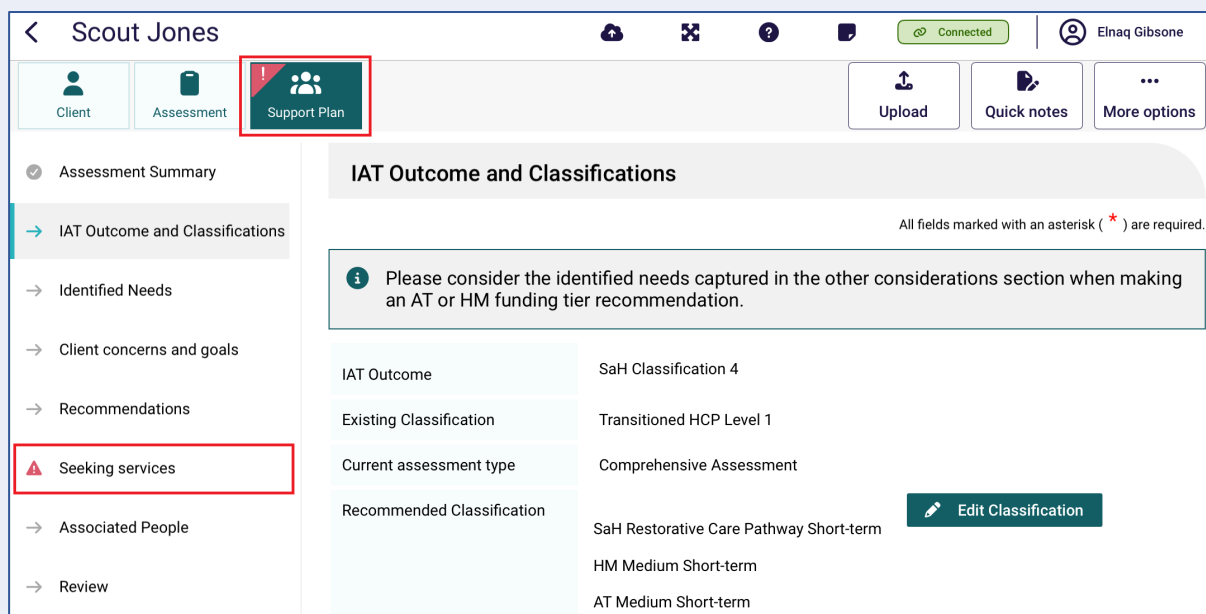 Scout Jones
Connected
Elnaq Gibsone
Client
Assessment
!
Support Plan
Upload
Quick notes
More options
Assessment Summary
IAT Outcome and Classifications
Identified Needs
Client concerns and goals
Recommendations
Seeking services
Associated People
Review
IAT Outcome and Classifications
All fields marked with an asterisk ( * ) are required.
Please consider the identified needs captured in the other considerations section when making
an AT or HM funding tier recommendation.
IAT Outcome
SaH Classification 4
Existing Classification
Transitioned HCP Level 1
Current assessment type
Comprehensive Assessment
Recommended Classification
Edit Classification
SaH Restorative Care Pathway Short-term
HM Medium Short-term
AT Medium Short-term